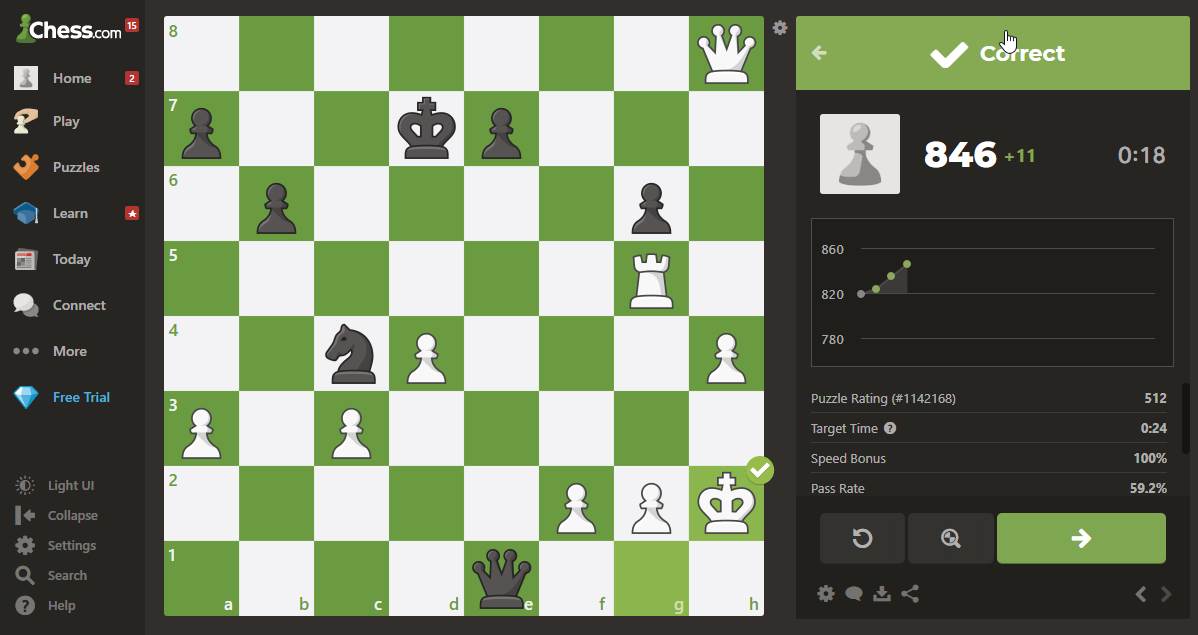 Chess.com 15
Home 2
Play
Puzzles
Learn
Today
Connect
More
Free Trial
Light UI
Collapse
Settings
Search
Help
8
7
6
5
4
3
2
1
a b c d e f g h
Correct
846 +11 0:18
860
820
780
Puzzle Rating (#1142168) 512
Target Time ? 0:24
Speed Bonus 100%
Pass Rate 59.2%